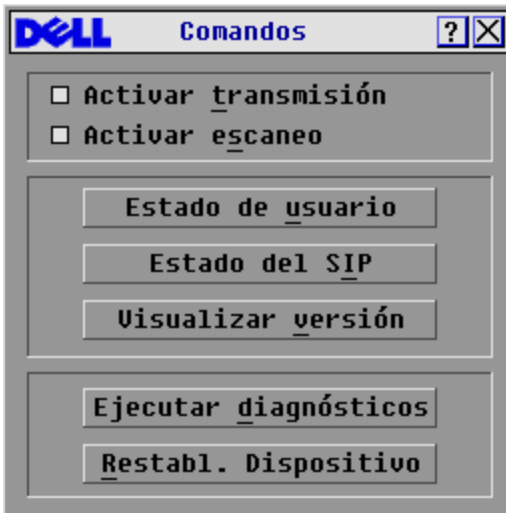 DELL Comandos ? X
Activar transmisión
Activar escaneo
Estado de usuario
Estado del SIP
Visualizar versión
Ejecutar diagnósticos
Restabl. Dispositivo